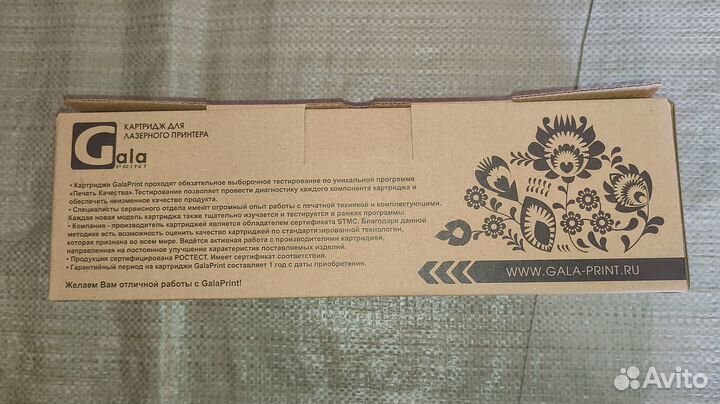 Gala
PRINT
КАРТРИДЖ ДЛЯ
ЛАЗЕРНОГО ПРИНТЕРА
• Картриджи GalaPrint проходят обязательное выборочное тестирование по уникальной программе
«Печать Качества». Тестирование позволяет провести диагностику каждого компонента картриджа и
обеспечить неизменное качество продукта.
• Специалисты сервисного отдела имеют огромный опыт работы с печатной техникой и комплектующими.
Каждая новая модель картриджа также тщательно изучается и тестируется в рамках программы.
• Компания - производитель картриджей является обладателем сертификата STMC. Благодаря данной
методике есть возможность оценить качество картриджей по стандартизированной технологии,
которая признана во всем мире. Ведётся активная работа с производителями картриджей,
направленная на постоянное улучшение характеристик поставляемых изделий.
• Продукция сертифицирована РОСТЕСТ. Имеет сертификат соответствия.
• Гарантийный период на картриджи GalaPrint составляет 1 год с даты приобретения.
Желаем Вам отличной работы с GalaPrint!
WWW.GALA-PRINT.RU
Avito